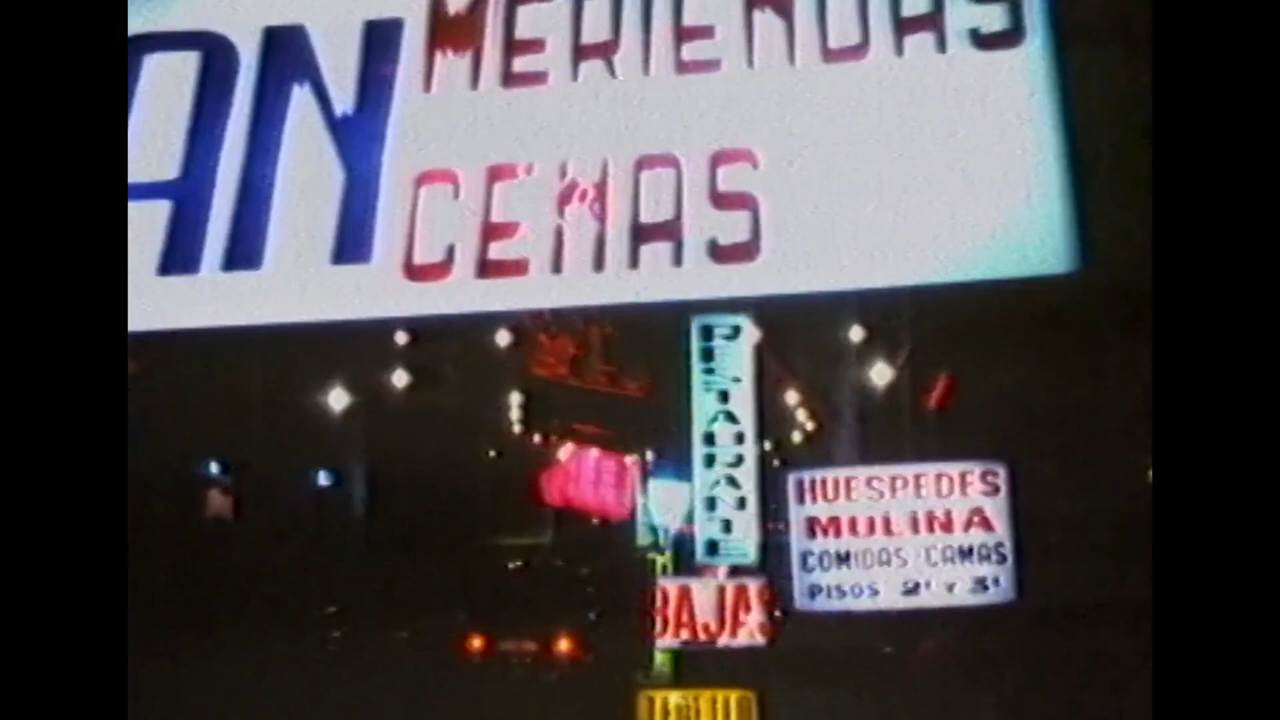 AN
MERIENDAS
CENAS
RESTAURANTE
HUESPEDES
MOLINA
COMIDAS CAMAS
PISOS 2º Y 3º
BAJAS